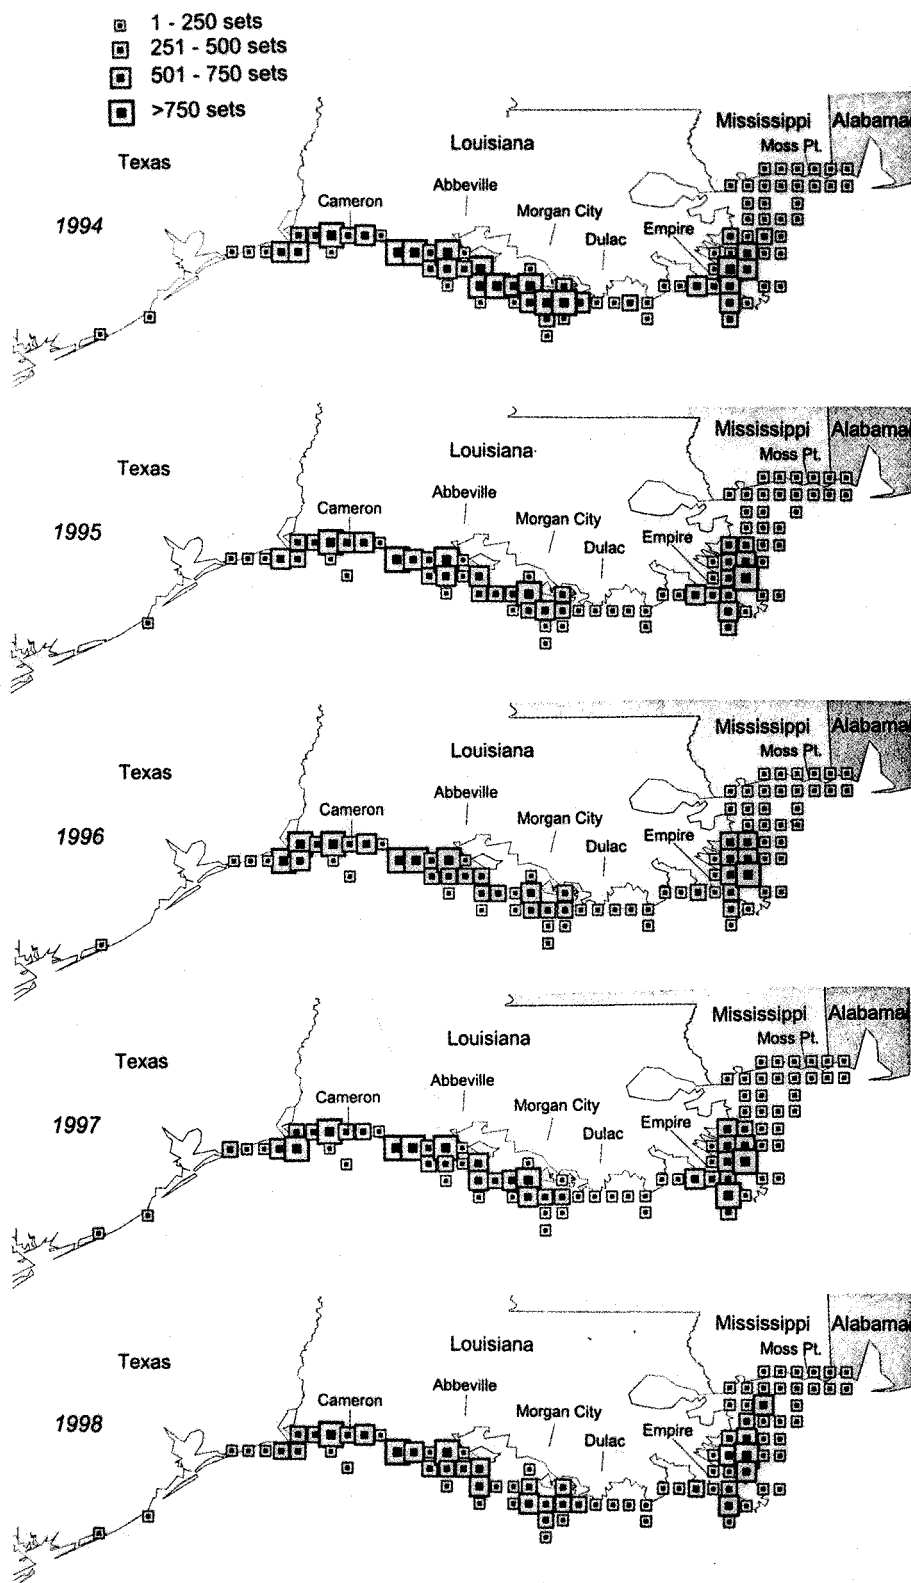 1 - 250 sets
251 - 500 sets
501 - 750 sets
>750 sets
Texas
Louisiana
Mississippi
Alabama
Moss Pt.
1994
Cameron
Abbeville
Morgan City
Dulac
Empire
Texas
Louisiana
Mississippi
Alabama
Moss Pt.
1995
Cameron
Abbeville
Morgan City
Dulac
Empire
Texas
Louisiana
Mississippi
Alabama
Moss Pt.
1996
Cameron
Abbeville
Morgan City
Dulac
Empire
Texas
Louisiana
Mississippi
Alabama
Moss Pt.
1997
Cameron
Abbeville
Morgan City
Dulac
Empire
Texas
Louisiana
Mississippi
Alabama
Moss Pt.
1998
Cameron
Abbeville
Morgan City
Dulac
Empire